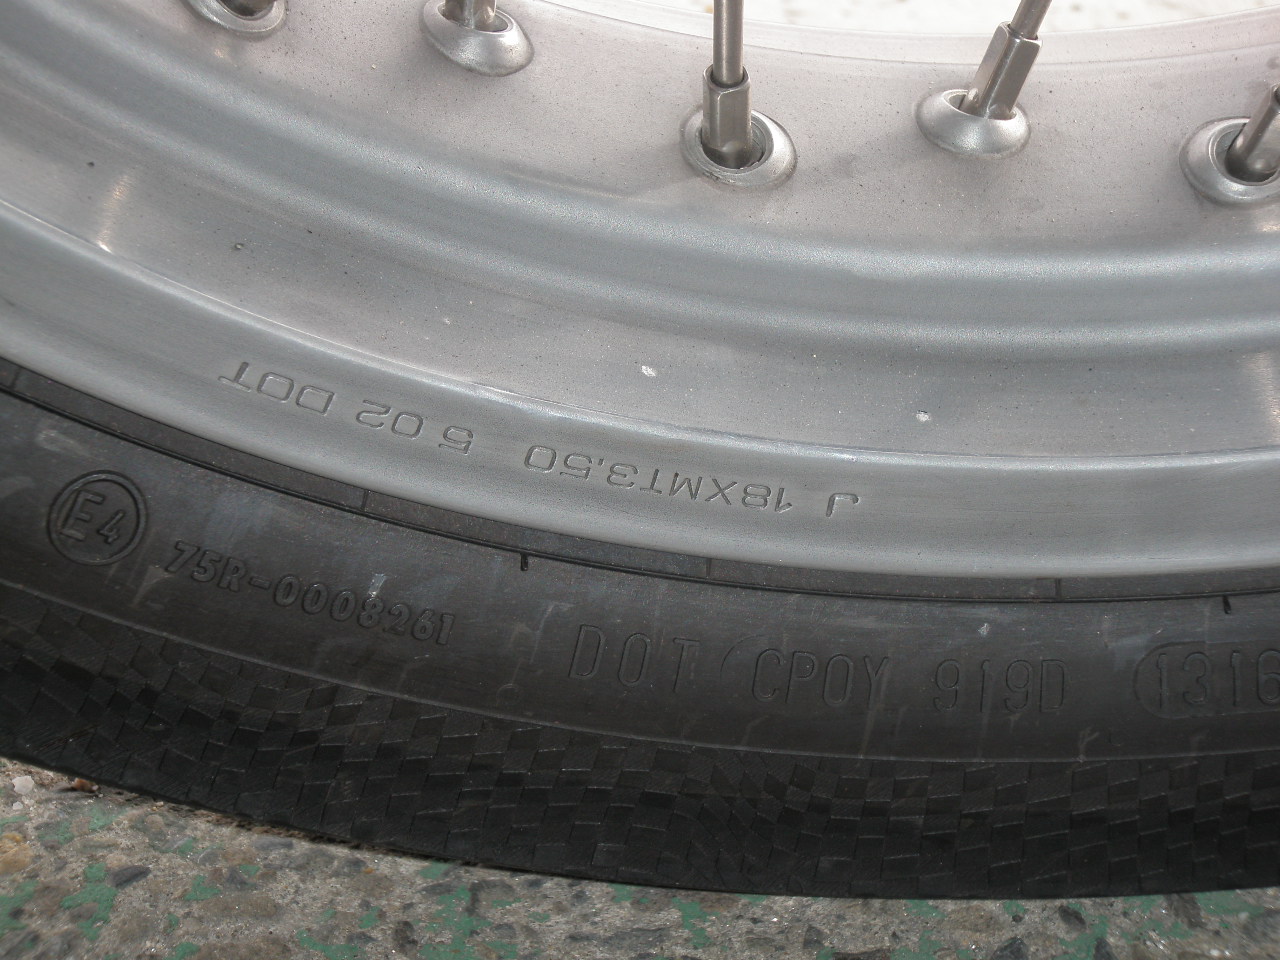 J 18XMT3.50 5 02 DOT
E4 75R-0008261 DOT CPOY 919D 1316